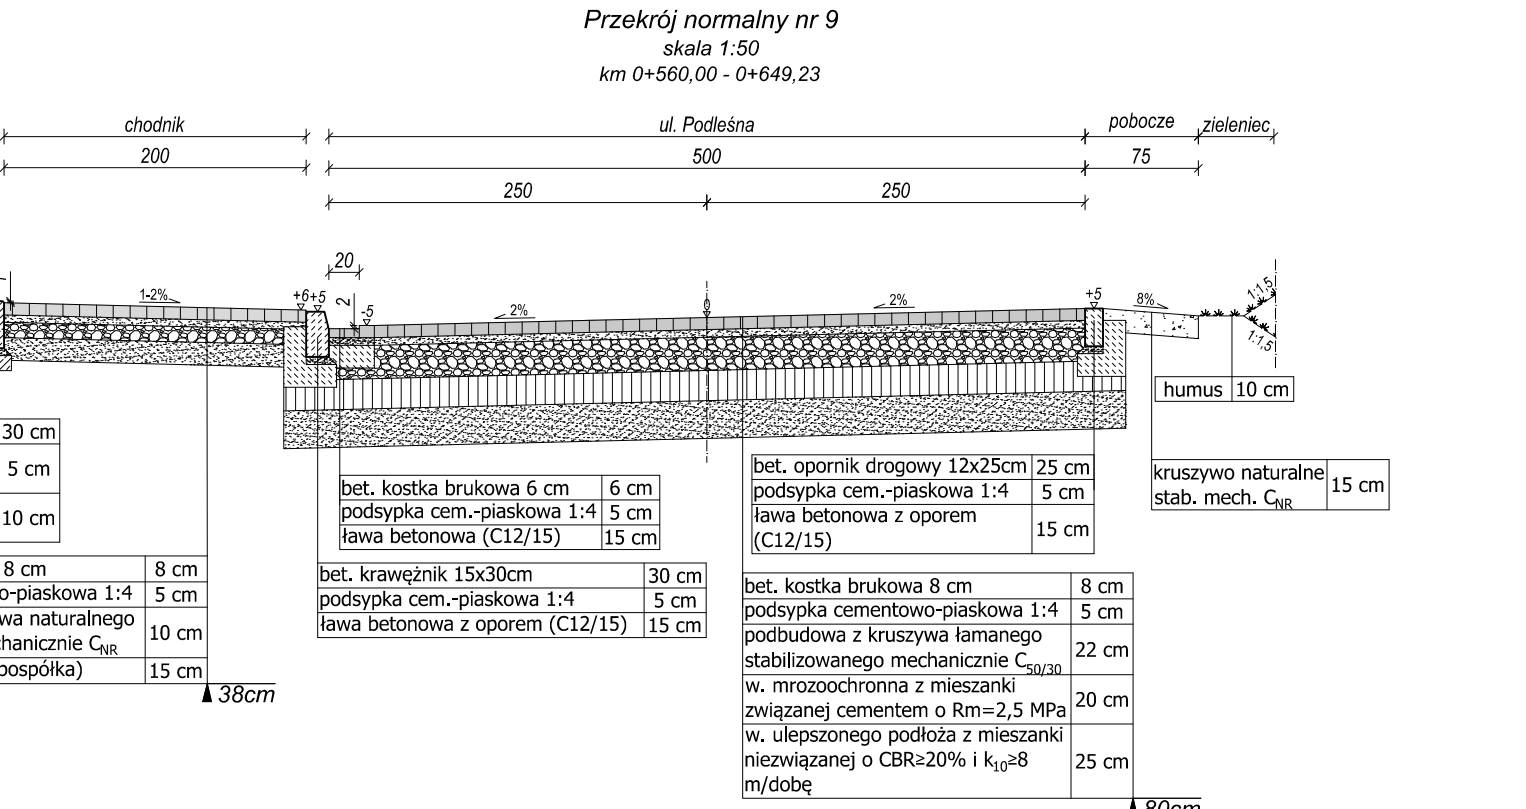 Przekrój normalny nr 9
skala 1:50
km 0+560,00 - 0+649,23
chodnik
ul. Podleśna
pobocze
zieleniec
200
500
75
250
250
20
1-2%
+6
+5
2
-5
2%
0
2%
+5
8%
1:1,5
1:1,5
humus 10 cm
30 cm
5 cm
10 cm
8 cm 8 cm
o-piaskowa 1:4 5 cm
wa naturalnego
chanicznie CNR 10 cm
pospółka) 15 cm
38cm
bet. kostka brukowa 6 cm 6 cm
podsypka cem.-piaskowa 1:4 5 cm
ława betonowa (C12/15) 15 cm
bet. krawężnik 15x30cm 30 cm
podsypka cem.-piaskowa 1:4 5 cm
ława betonowa z oporem (C12/15) 15 cm
bet. opornik drogowy 12x25cm 25 cm
podsypka cem.-piaskowa 1:4 5 cm
ława betonowa z oporem
(C12/15) 15 cm
kruszywo naturalne
stab. mech. CNR 15 cm
bet. kostka brukowa 8 cm 8 cm
podsypka cementowo-piaskowa 1:4 5 cm
podbudowa z kruszywa łamanego
stabilizowanego mechanicznie C50/30 22 cm
w. mrozoochronna z mieszanki
związanej cementem o Rm=2,5 MPa 20 cm
w. ulepszonego podłoża z mieszanki
niezwiązanej o CBR≥20% i k10≥8
m/dobę 25 cm
80cm